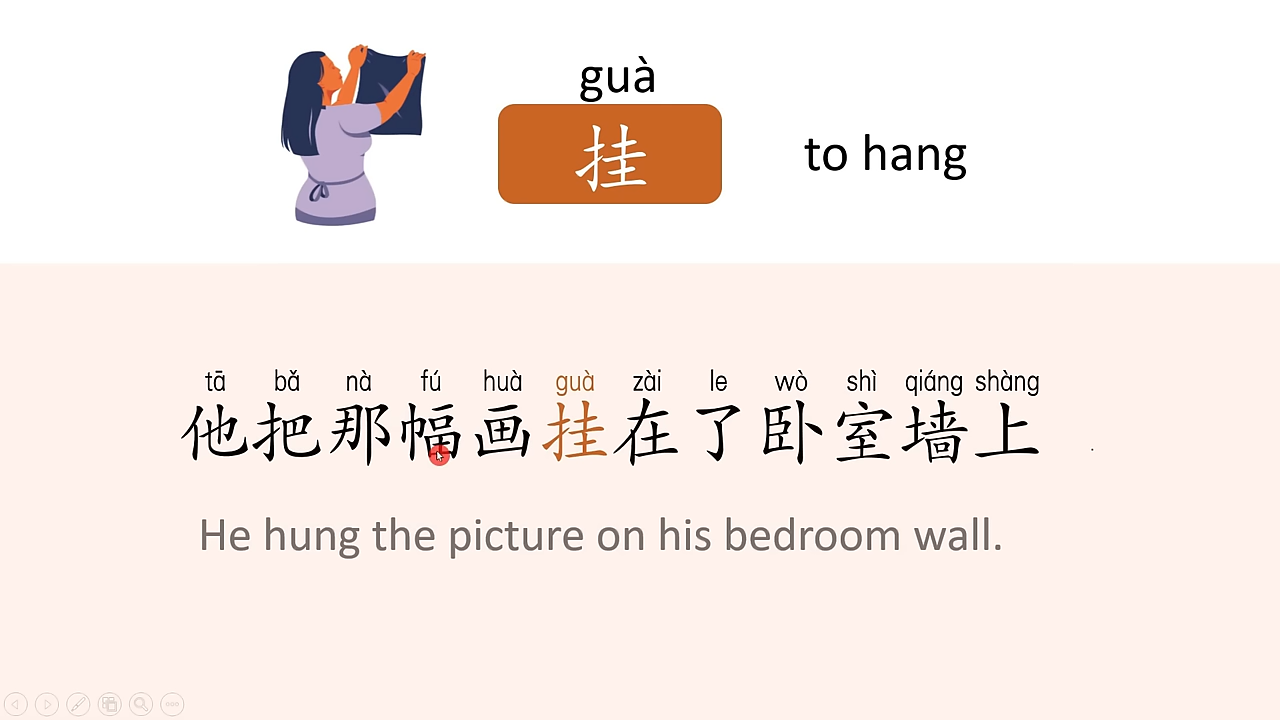 guà
挂
to hang
tā bǎ nà fú huà guà zài le wò shì qiáng shàng
他把那幅画挂在了卧室墙上.
He hung the picture on his bedroom wall.